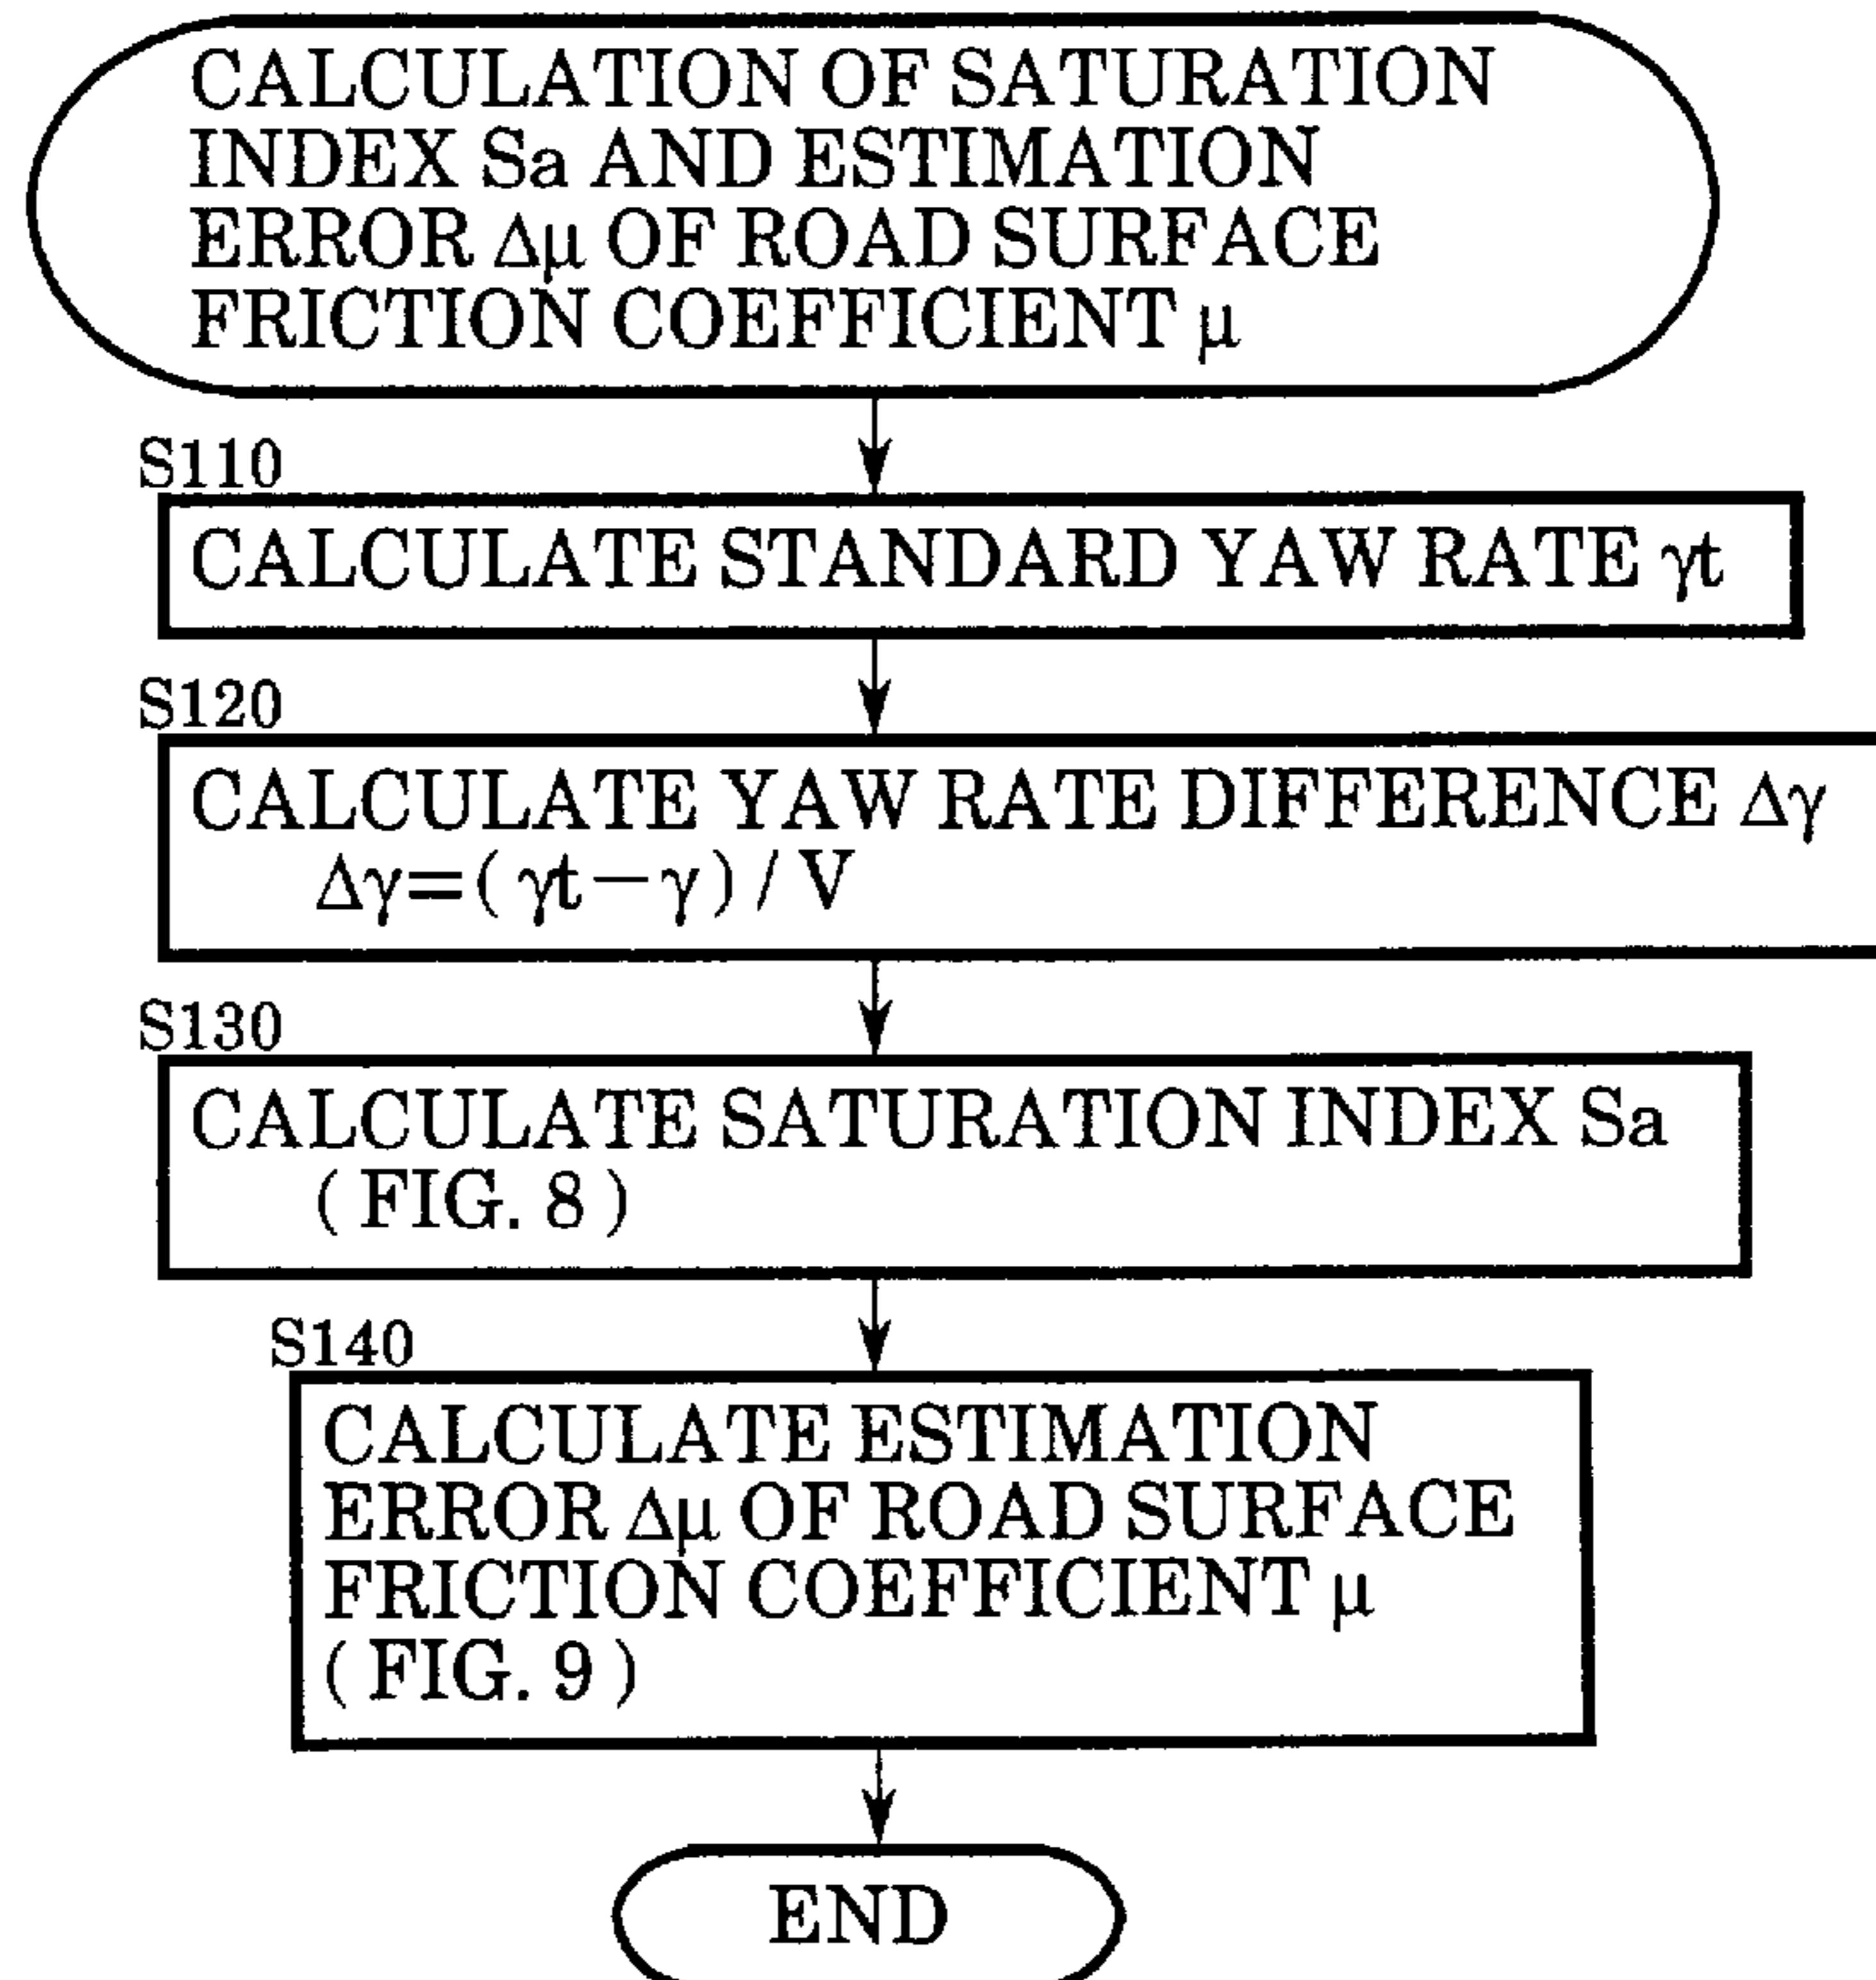 CALCULATION OF SATURATION
INDEX Sa AND ESTIMATION
ERROR Δμ OF ROAD SURFACE
FRICTION COEFFICIENT μ
S110
CALCULATE STANDARD YAW RATE γt
S120
CALCULATE YAW RATE DIFFERENCE Δγ
Δγ=(γt−γ)/V
S130
CALCULATE SATURATION INDEX Sa
(FIG. 8)
S140
CALCULATE ESTIMATION
ERROR Δμ OF ROAD SURFACE
FRICTION COEFFICIENT μ
(FIG. 9)
END